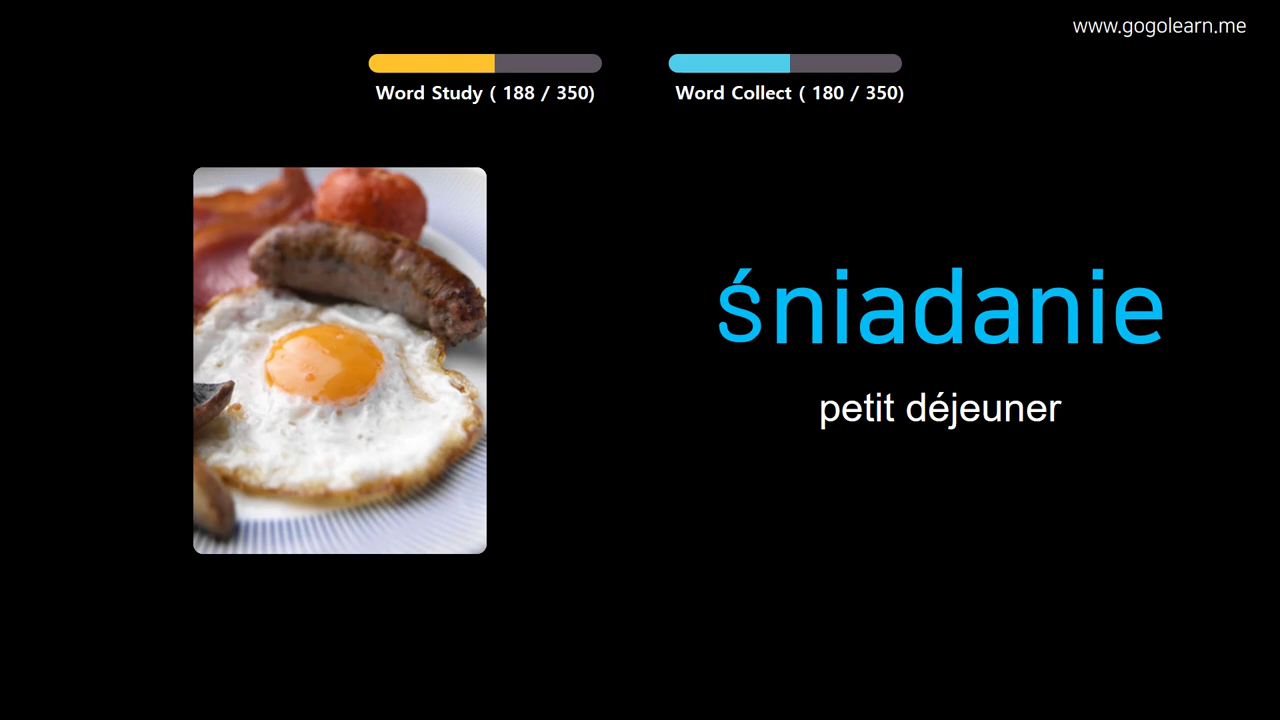 www.gogolearn.me
Word Study ( 188 / 350)
Word Collect ( 180 / 350)
śniadanie
petit déjeuner